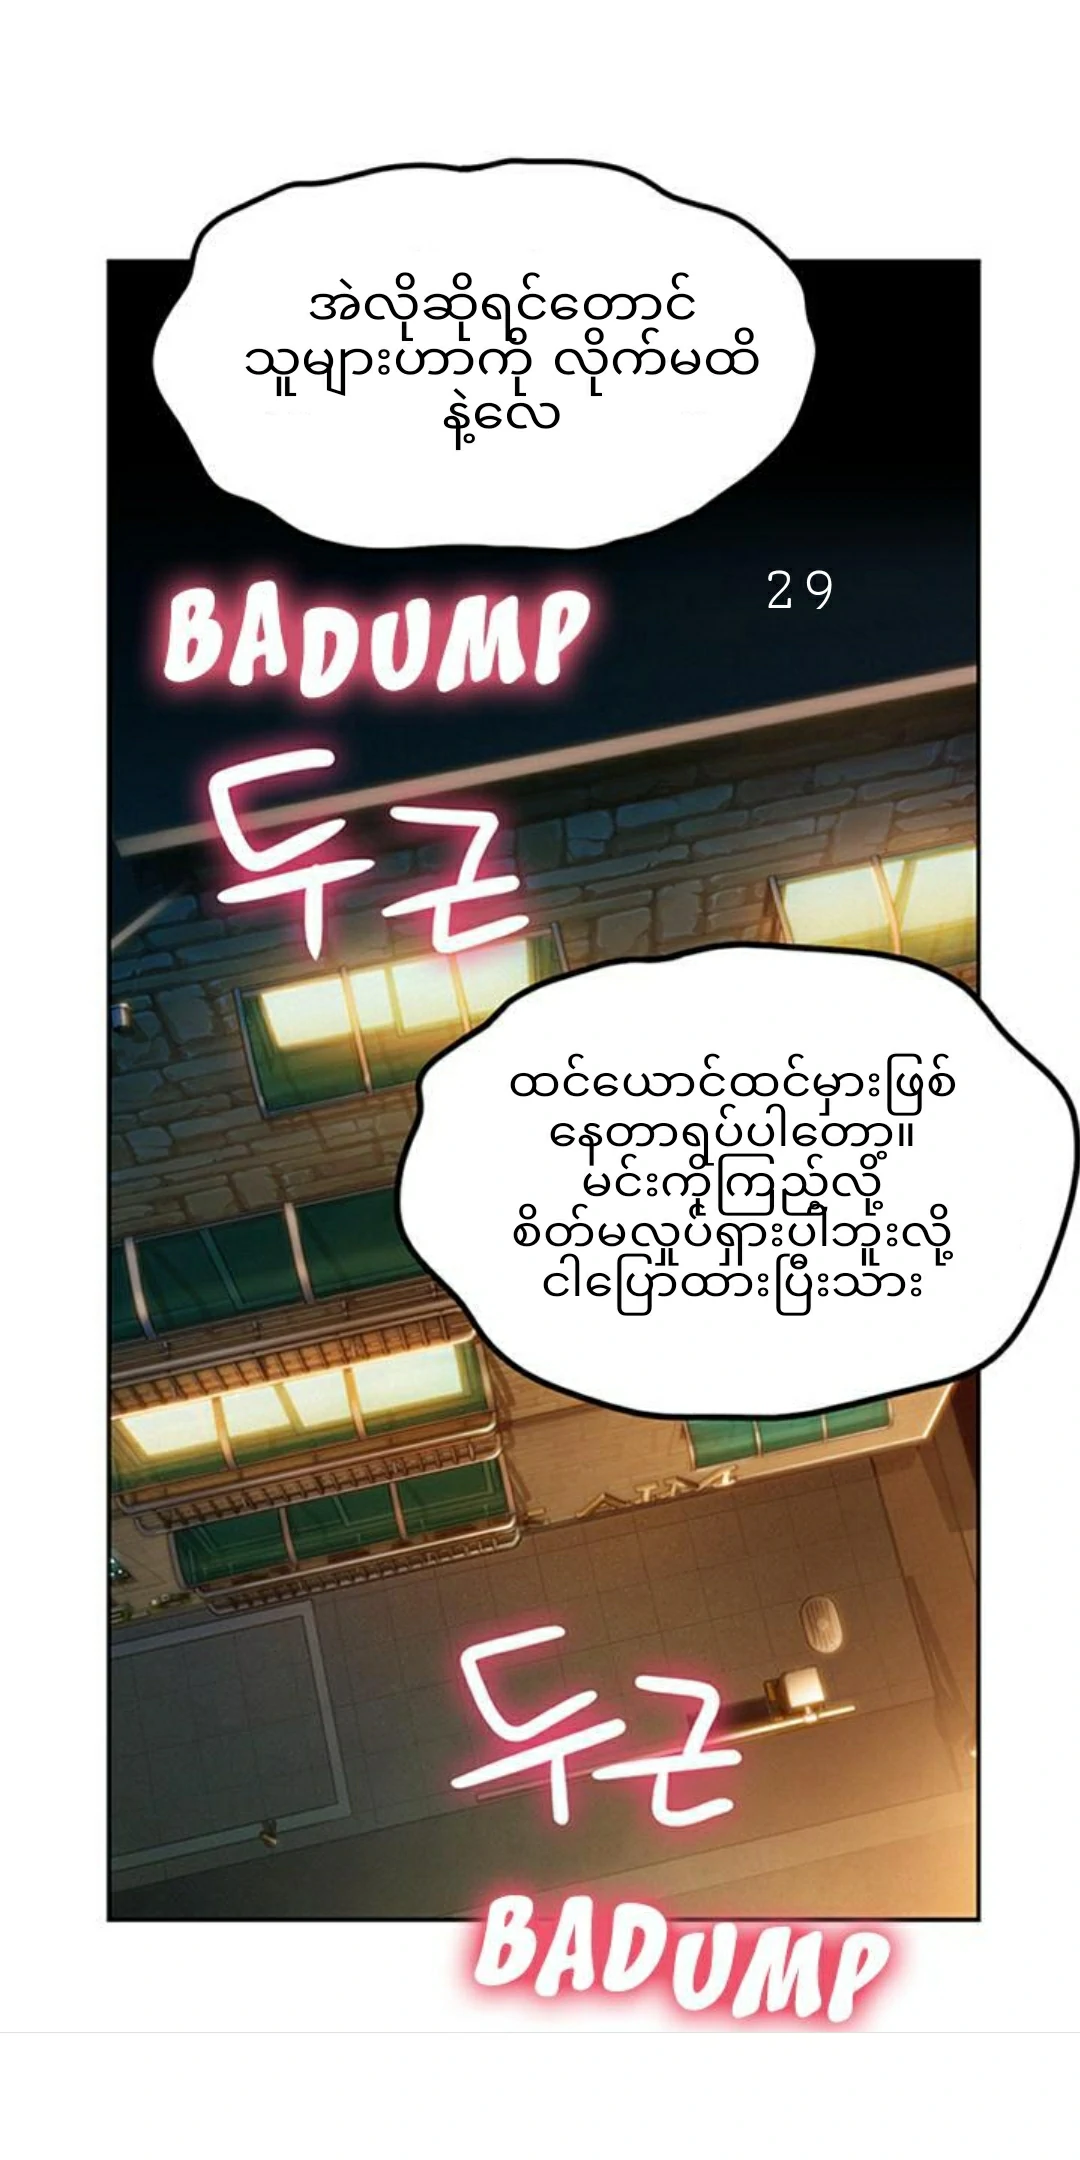 အဲလိုဆိုရင်တောင်
သူများဟာကို လိုက်မထိ
နဲ့လေ
29
BADUMP
두근
ထင်ယောင်ထင်မှားဖြစ်
နေတာရပ်ပါတော့။
မင်းကိုကြည့်လို့
စိတ်မလှုပ်ရှားပါဘူးလို့
ငါပြောထားပြီးသား
두근
BADUMP